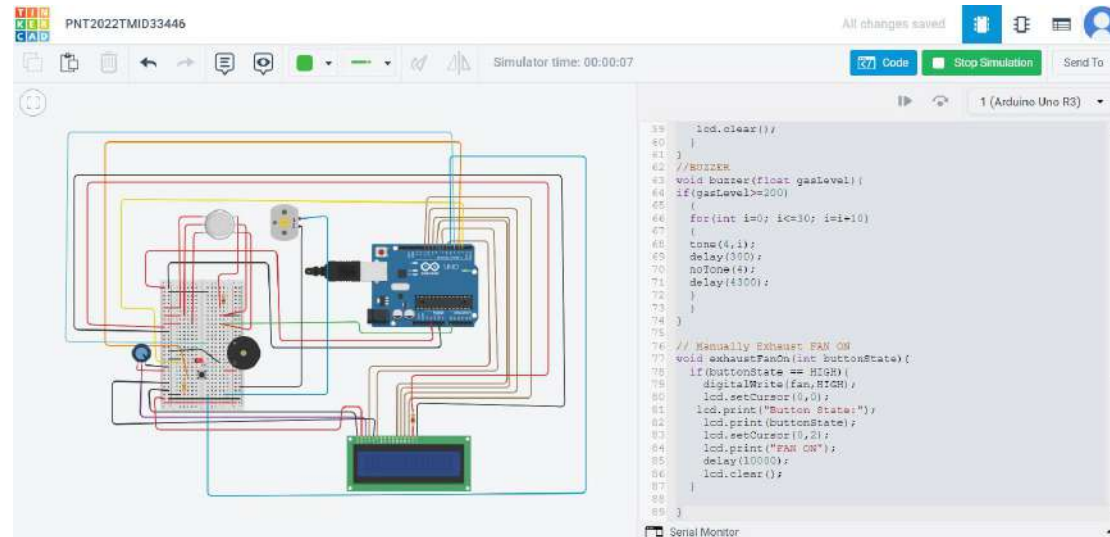 TIN
KER
CAD
PNT2022TMID33446
All changes saved
Simulator time: 00:00:07
Code
Stop Simulation
Send To
1 (Arduino Uno R3)
59 lcd.clear();
60 }
61 }
62 //BUZZER
63 void buzzer(float gasLevel){
64 if(gasLevel>=200)
65 {
66 for(int i=0; i<=30; i=i+10)
67 {
68 tone(4,i);
69 delay(300);
70 noTone(4);
71 delay(4300);
72 }
73 }
74 }
75
76 // Manually Exhaust FAN ON
77 void exhaustFanOn(int buttonState){
78 if(buttonState == HIGH){
79 digitalWrite(fan,HIGH);
80 lcd.setCursor(0,0);
81 lcd.print("Button State:");
82 lcd.print(buttonState);
83 lcd.setCursor(0,2);
84 lcd.print("FAN ON");
85 delay(10000);
86 lcd.clear();
87 }
88
89 }
Serial Monitor
UNO